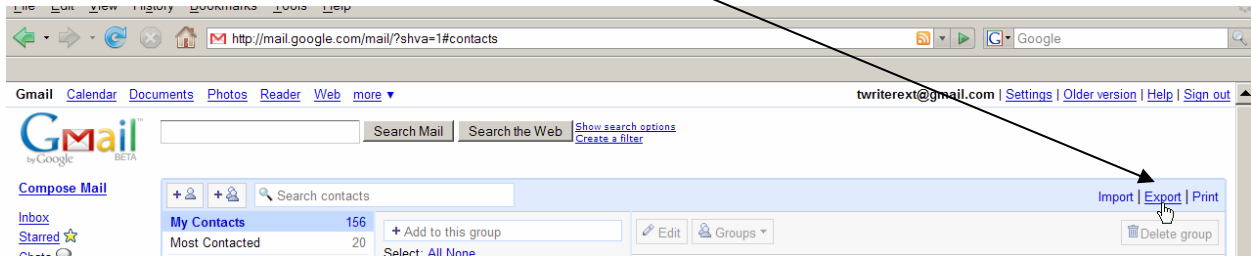 File Edit View History Bookmarks Tools Help
http://mail.google.com/mail/?shva=1#contacts
G Google
Gmail Calendar Documents Photos Reader Web more ▼ twriterext@gmail.com | Settings | Older version | Help | Sign out
Gmail by Google BETA
Search Mail Search the Web Show search options
Create a filter
Compose Mail
+ + Search contacts Import | Export | Print
Inbox
My Contacts 156
+ Add to this group Edit Groups Delete group
Starred
Most Contacted 20
Chats
Select: All None